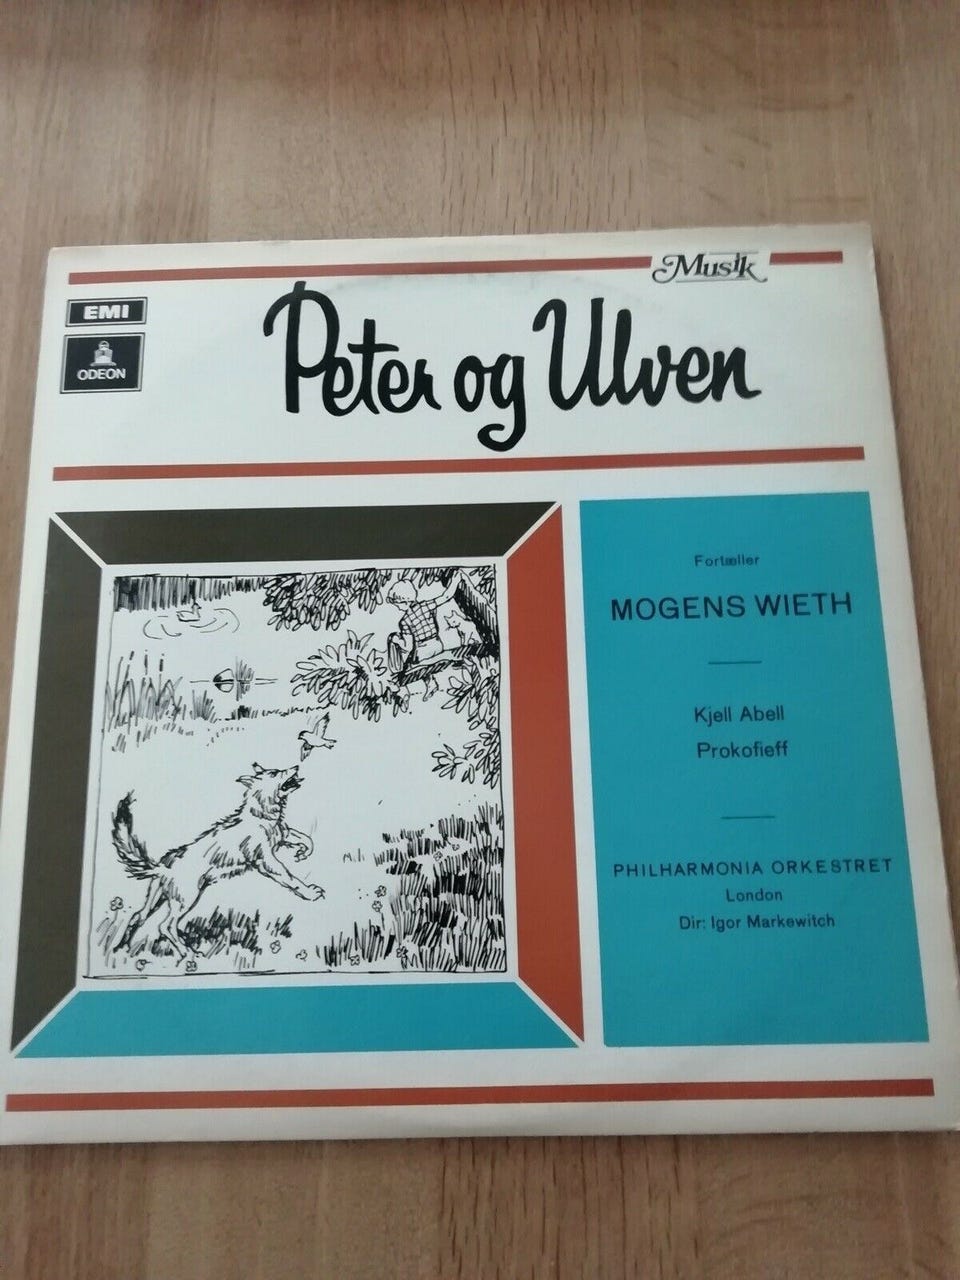 Musik
EMI
ODEON
Peter og Ulven
Fortæller
MOGENS WIETH
Kjell Abell
Prokofieff
PHILHARMONIA ORKESTRET
London
Dir: Igor Markewitch